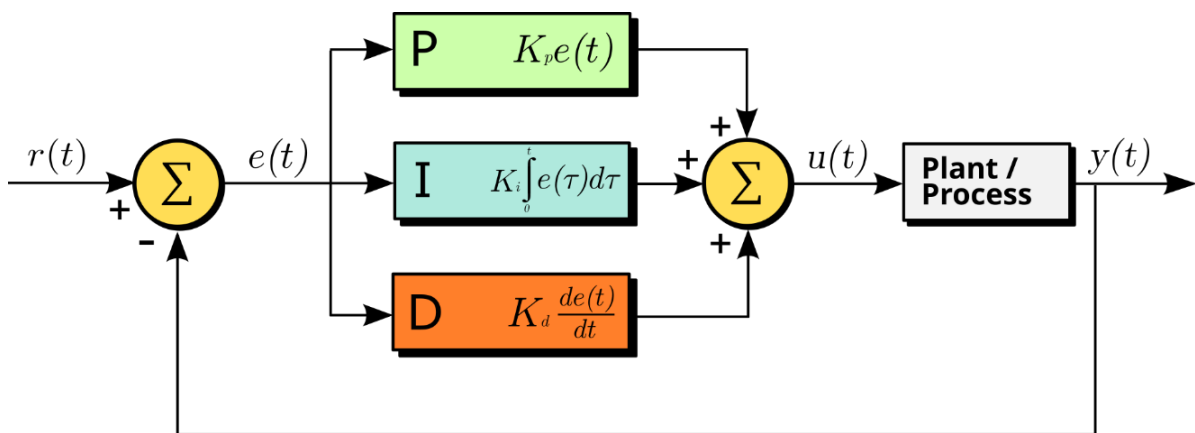 P K_p e(t)
r(t)
+
-
Σ
e(t)
I K_i ∫_0^t e(τ)dτ
D K_d de(t)/dt
+
+
+
Σ
u(t)
Plant /
Process
y(t)